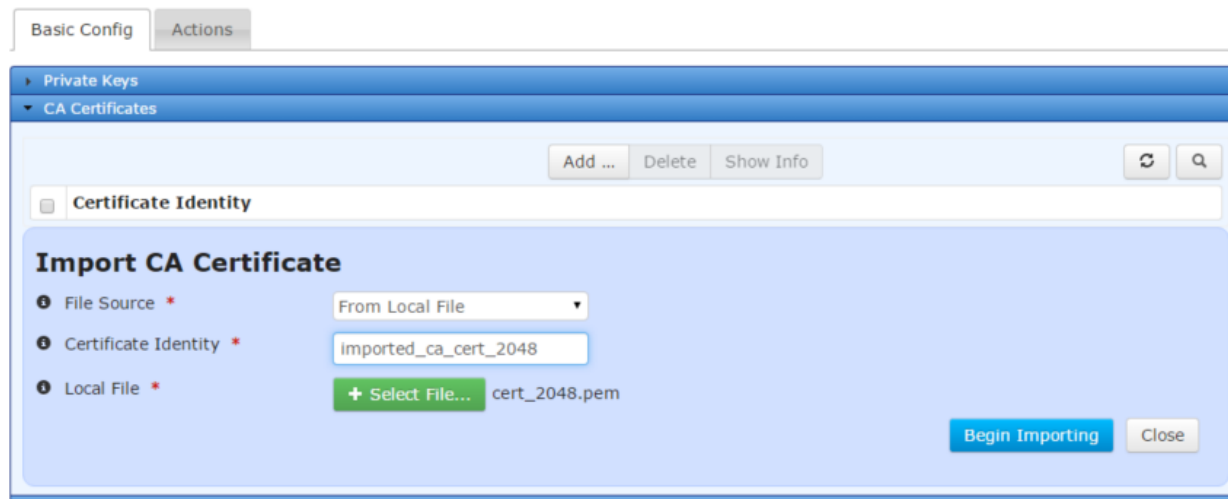 Basic Config Actions
Private Keys
CA Certificates
Add ... Delete Show Info
Certificate Identity
Import CA Certificate
File Source * From Local File
Certificate Identity * imported_ca_cert_2048
Local File * + Select File... cert_2048.pem
Begin Importing Close